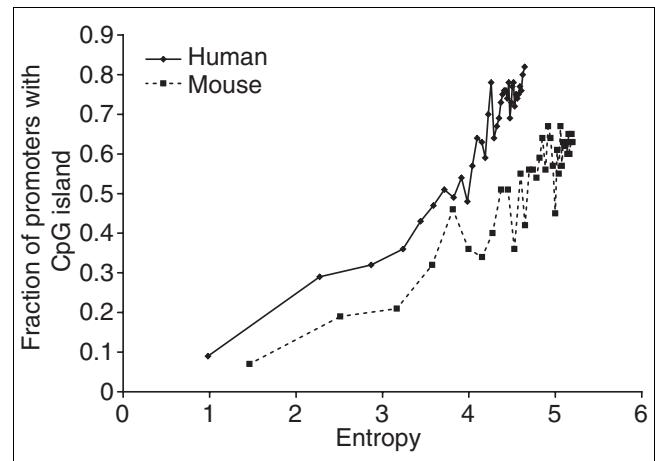 Fraction of promoters with
CpG island
0.9
0.8
0.7
0.6
0.5
0.4
0.3
0.2
0.1
0
Human
Mouse
0 1 2 3 4 5 6
Entropy